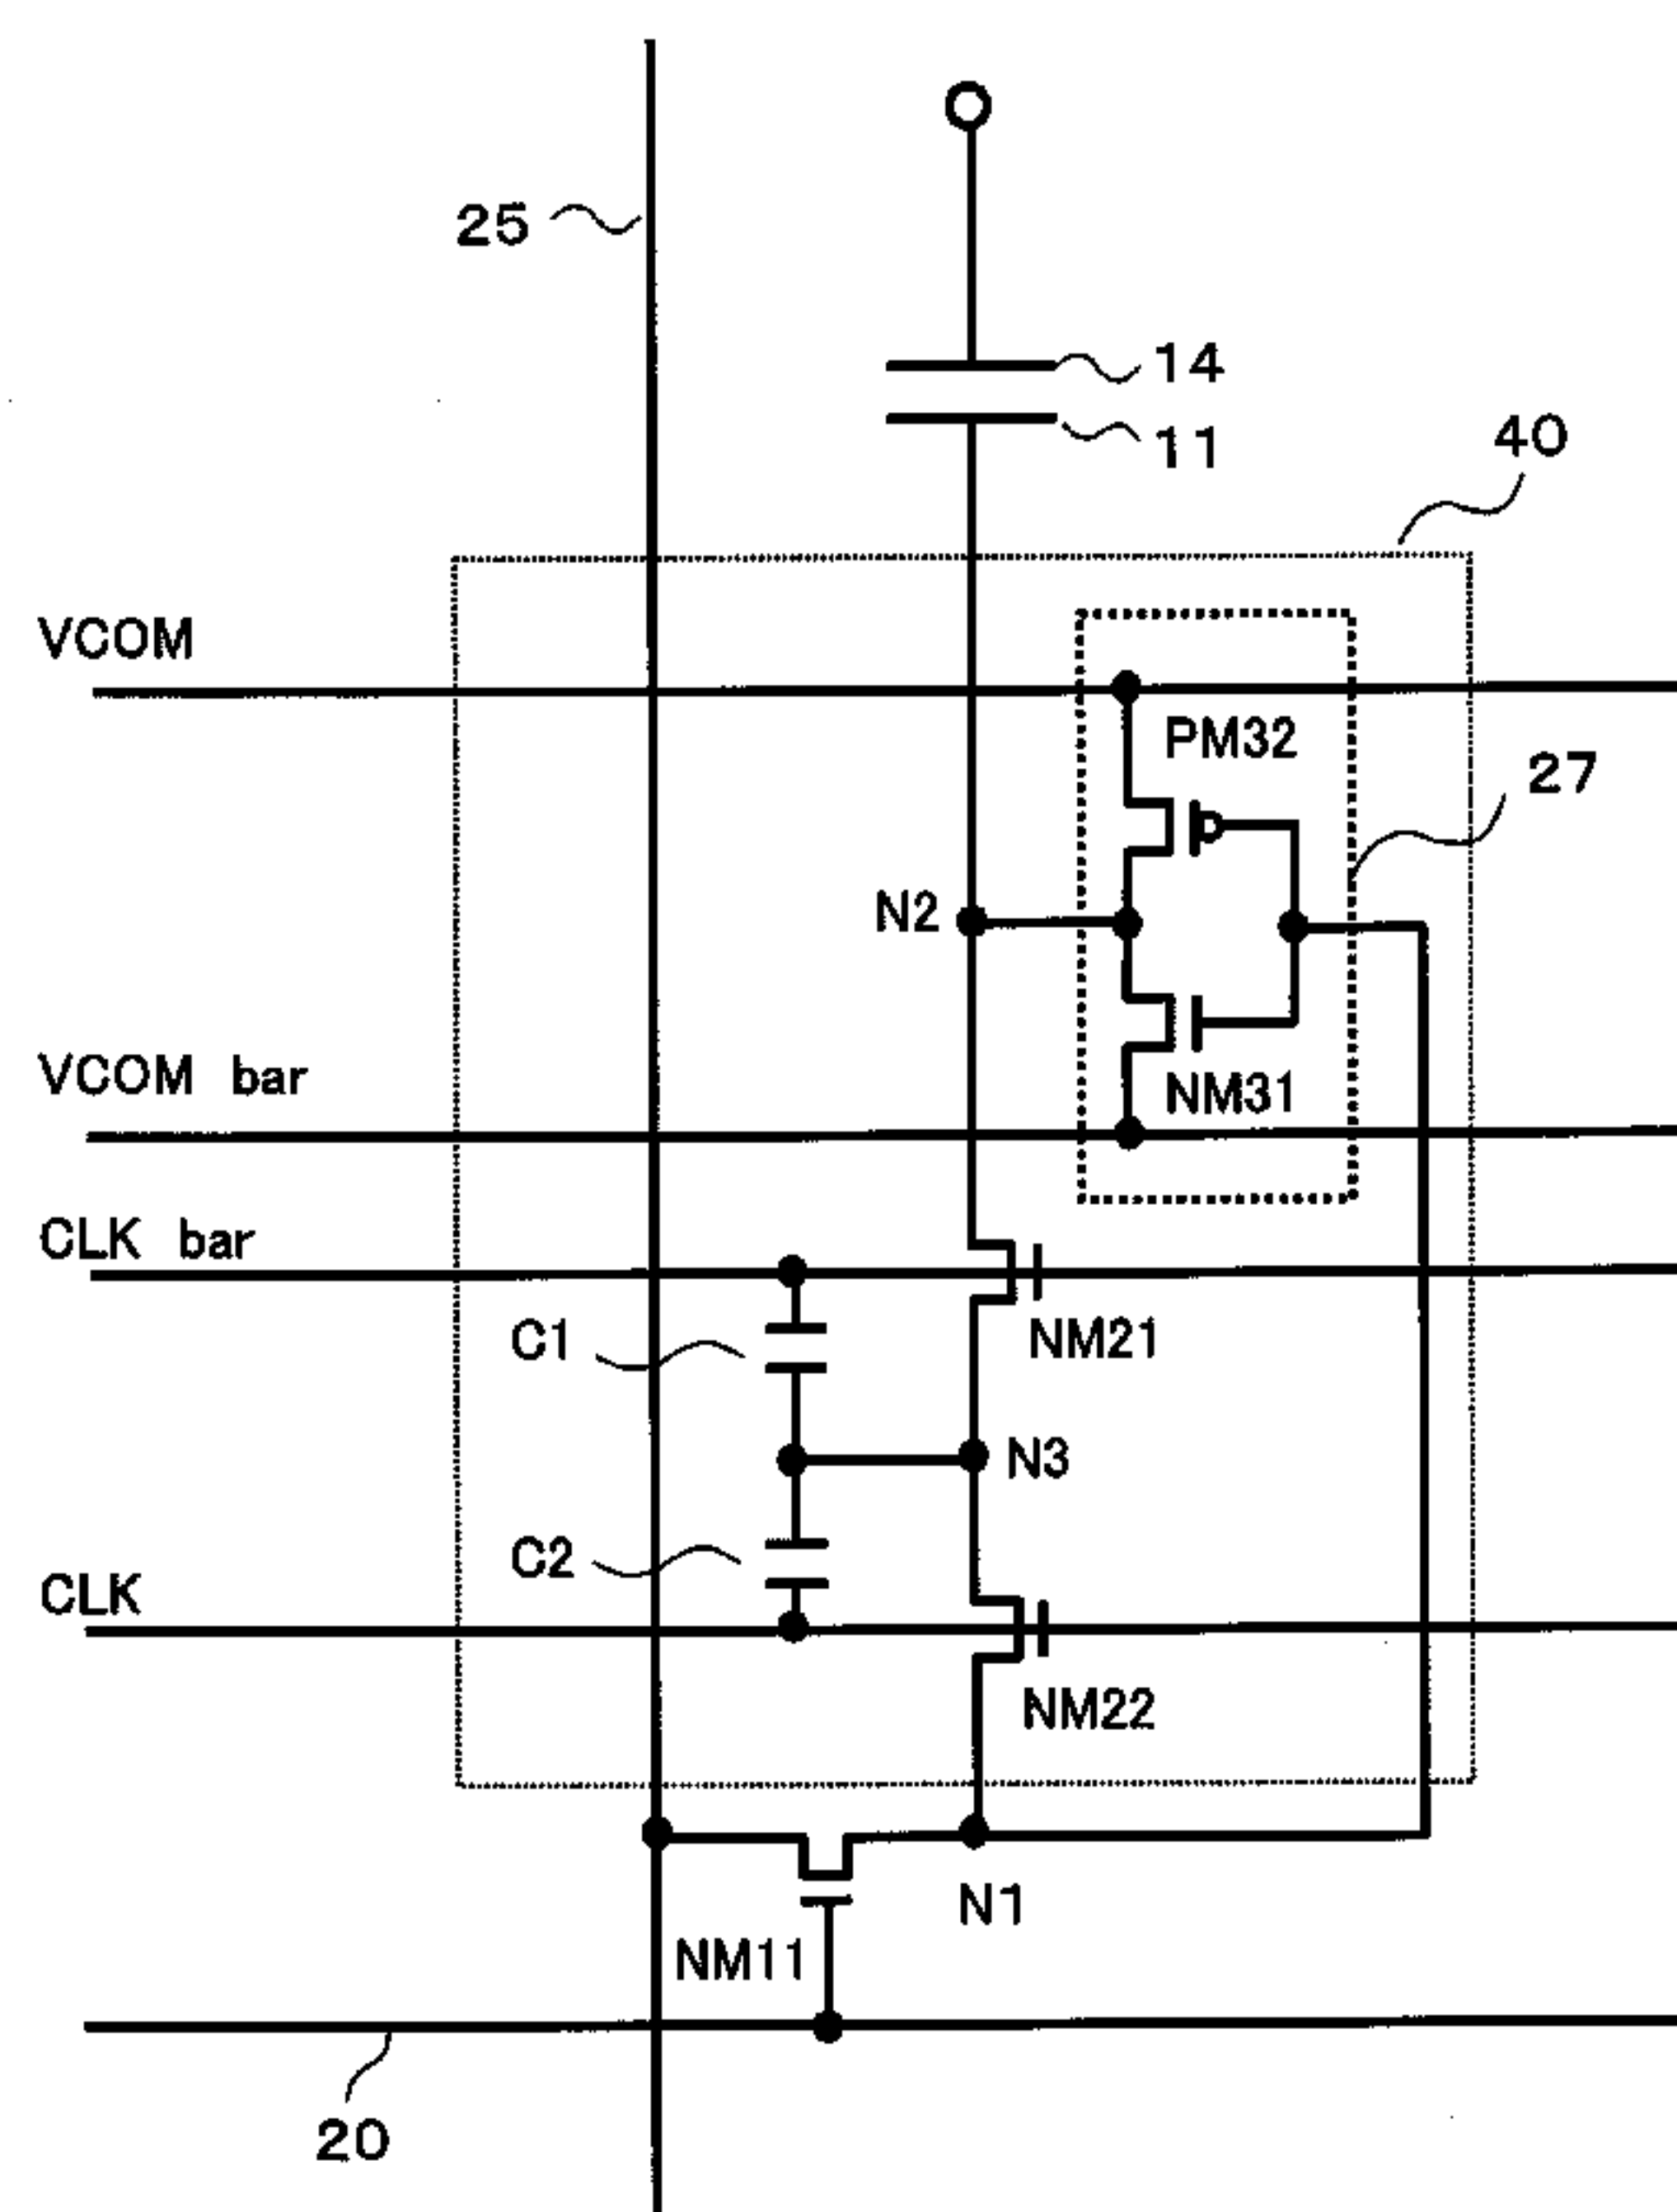 25
14
11
40
VCOM
PM32
27
N2
VCOM bar
NM31
CLK bar
C1
NM21
N3
C2
CLK
NM22
N1
NM11
20